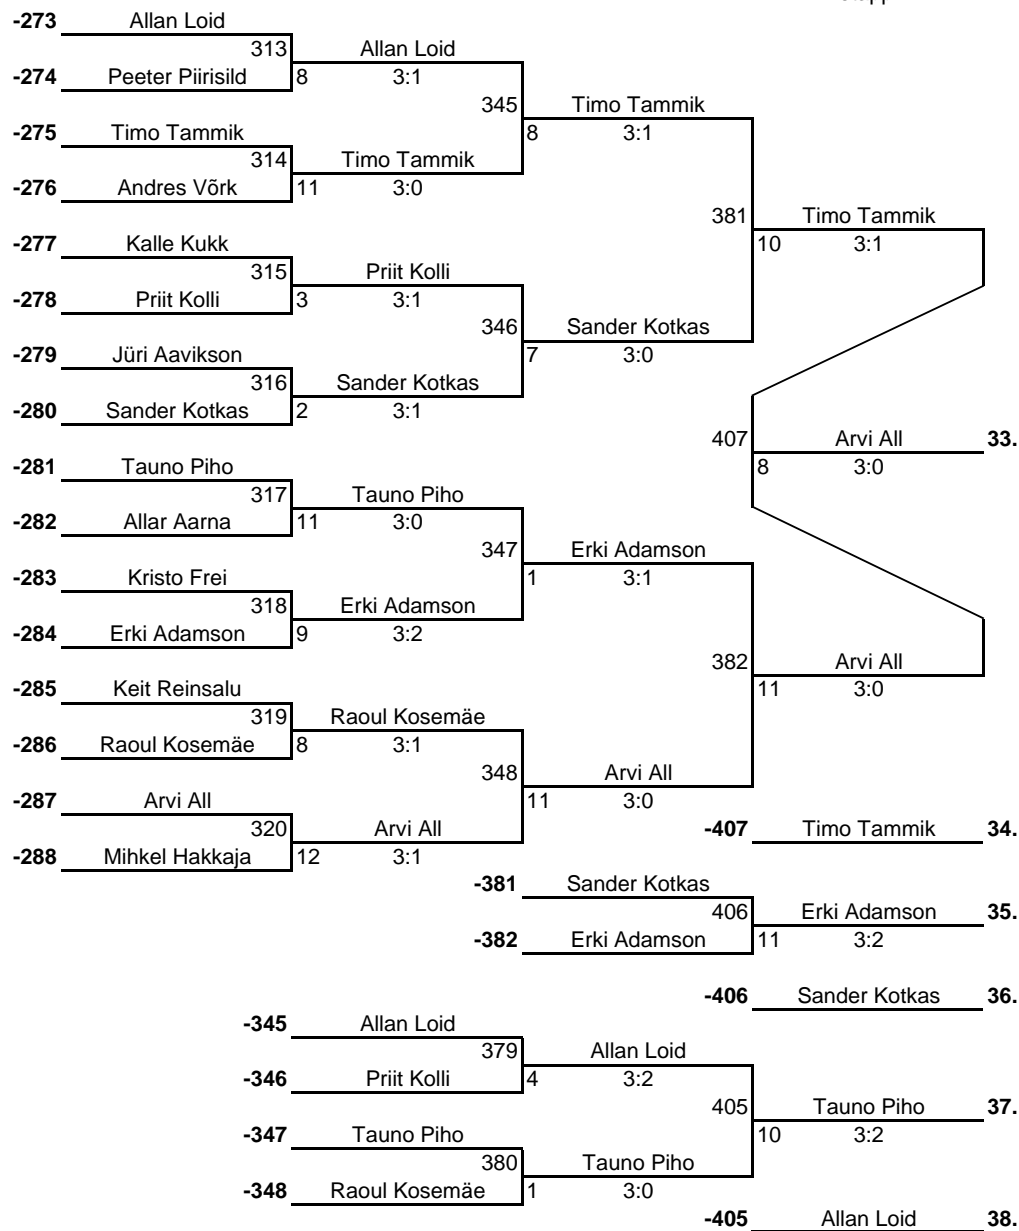 -273 Allan Loid
313 Allan Loid
-274 Peeter Piirisild 8 3:1
345 Timo Tammik
-275 Timo Tammik 8 3:1
314 Timo Tammik
-276 Andres Võrk 11 3:0
381 Timo Tammik
-277 Kalle Kukk 10 3:1
315 Priit Kolli
-278 Priit Kolli 3 3:1
346 Sander Kotkas
-279 Jüri Aavikson 7 3:0
316 Sander Kotkas
-280 Sander Kotkas 2 3:1
407 Arvi All 33.
-281 Tauno Piho 8 3:0
317 Tauno Piho
-282 Allar Aarna 11 3:0
347 Erki Adamson
-283 Kristo Frei 1 3:1
318 Erki Adamson
-284 Erki Adamson 9 3:2
382 Arvi All
-285 Keit Reinsalu 11 3:0
319 Raoul Kosemäe
-286 Raoul Kosemäe 8 3:1
348 Arvi All
-287 Arvi All 11 3:0
320 Arvi All -407 Timo Tammik 34.
-288 Mihkel Hakkaja 12 3:1
-381 Sander Kotkas
406 Erki Adamson 35.
-382 Erki Adamson 11 3:2
-406 Sander Kotkas 36.
-345 Allan Loid
379 Allan Loid
-346 Priit Kolli 4 3:2
405 Tauno Piho 37.
-347 Tauno Piho 10 3:2
380 Tauno Piho
-348 Raoul Kosemäe 1 3:0
-405 Allan Loid 38.